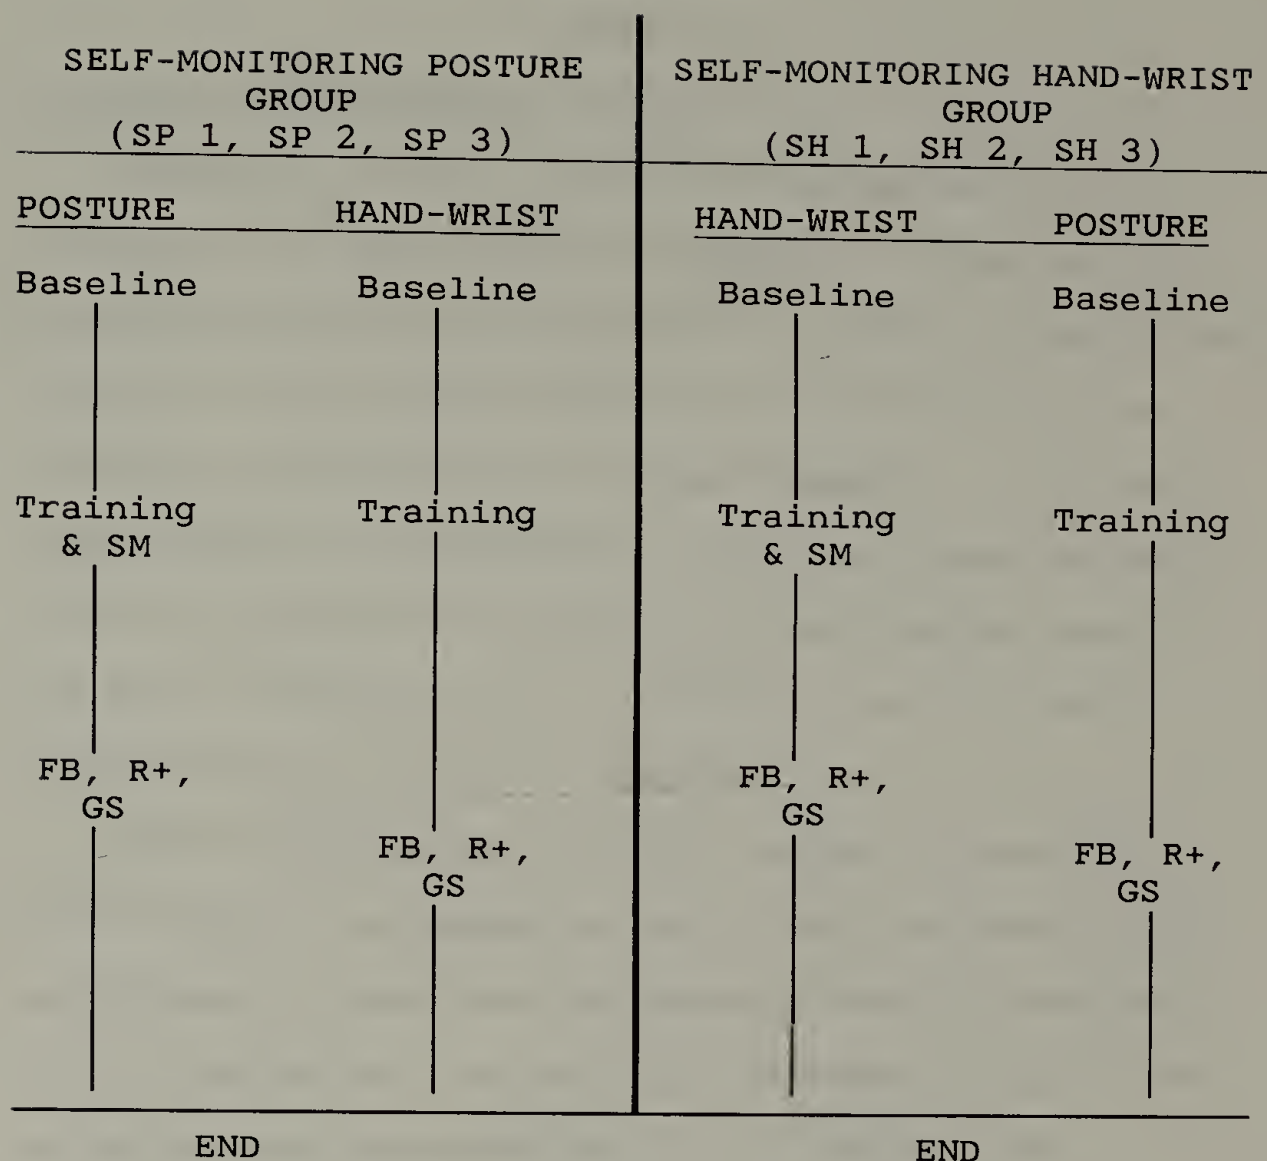 SELF-MONITORING POSTURE
GROUP
(SP 1, SP 2, SP 3)
POSTURE HAND-WRIST
Baseline Baseline
Training Training
& SM
FB, R+,
GS
FB, R+,
GS
END
SELF-MONITORING HAND-WRIST
GROUP
(SH 1, SH 2, SH 3)
HAND-WRIST POSTURE
Baseline Baseline
Training Training
& SM
FB, R+,
GS
FB, R+,
GS
END